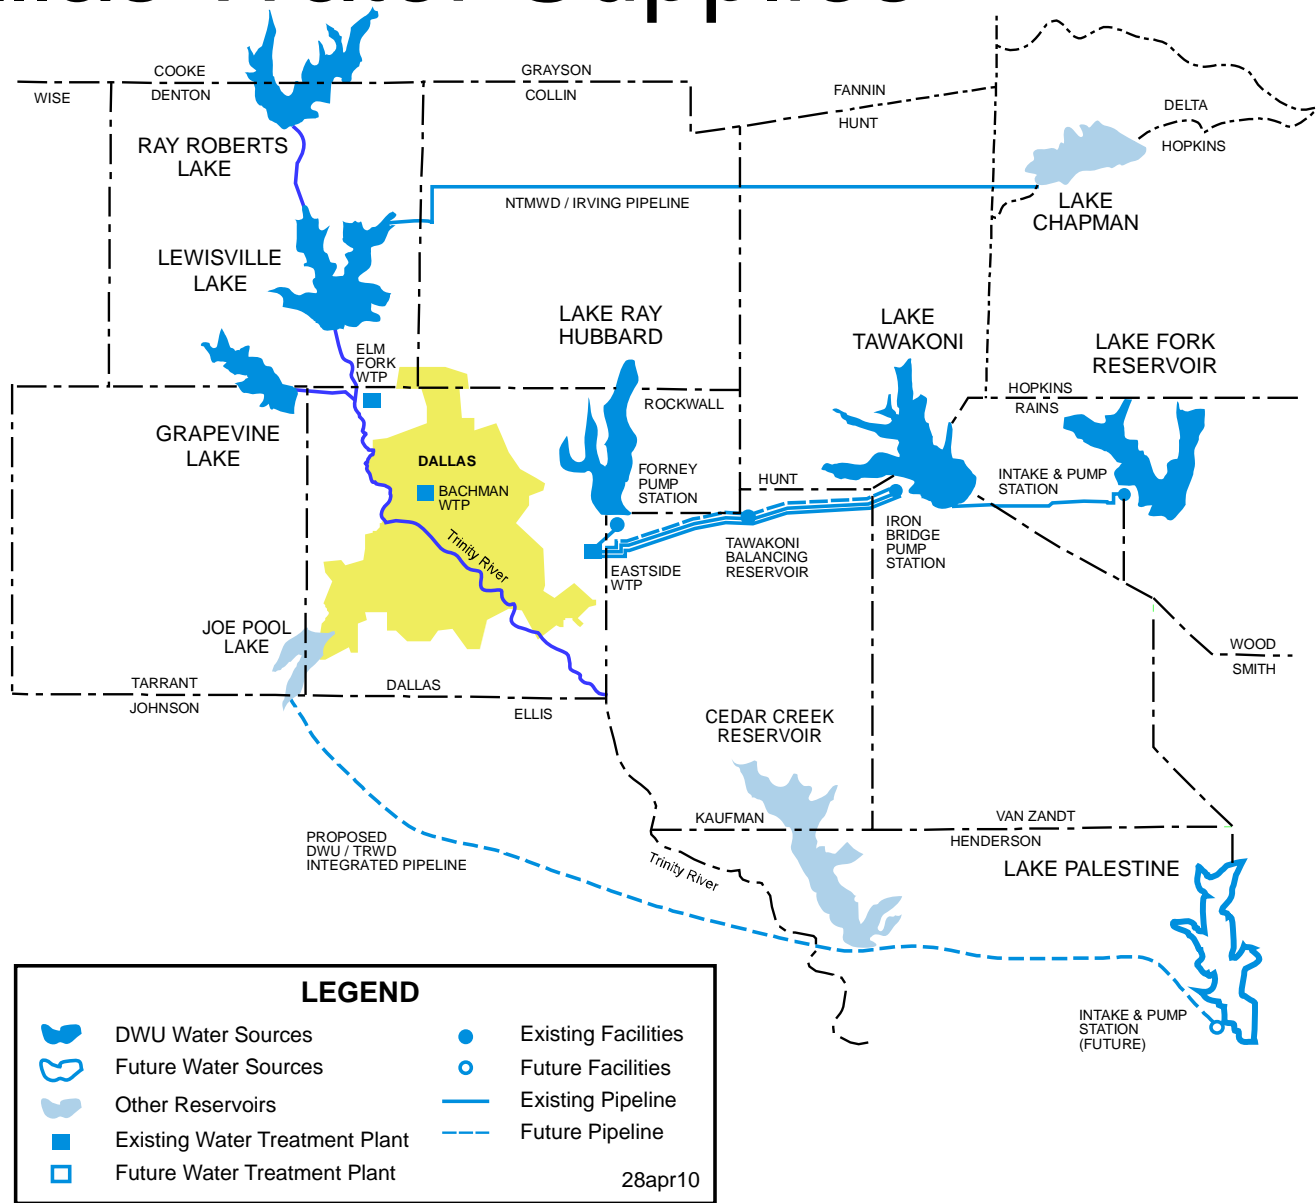 Water Supplies
COOKE
GRAYSON
WISE
DENTON
COLLIN
FANNIN
HUNT
DELTA
HOPKINS
RAY ROBERTS
LAKE
NTMWD / IRVING PIPELINE
LAKE
CHAPMAN
LEWISVILLE
LAKE
LAKE RAY
HUBBARD
LAKE
TAWAKONI
LAKE FORK
RESERVOIR
ELM
FORK
WTP
HOPKINS
RAINS
ROCKWALL
GRAPEVINE
LAKE
DALLAS
BACHMAN
WTP
FORNEY
PUMP
STATION
HUNT
INTAKE & PUMP
STATION
Trinity River
EASTSIDE
WTP
TAWAKONI
BALANCING
RESERVOIR
IRON
BRIDGE
PUMP
STATION
JOE POOL
LAKE
WOOD
SMITH
TARRANT
JOHNSON
DALLAS
ELLIS
CEDAR CREEK
RESERVOIR
KAUFMAN
VAN ZANDT
HENDERSON
PROPOSED
DWU / TRWD
INTEGRATED PIPELINE
Trinity River
LAKE PALESTINE
INTAKE & PUMP
STATION
(FUTURE)
LEGEND
DWU Water Sources
Future Water Sources
Other Reservoirs
Existing Water Treatment Plant
Future Water Treatment Plant
Existing Facilities
Future Facilities
Existing Pipeline
Future Pipeline
28apr10